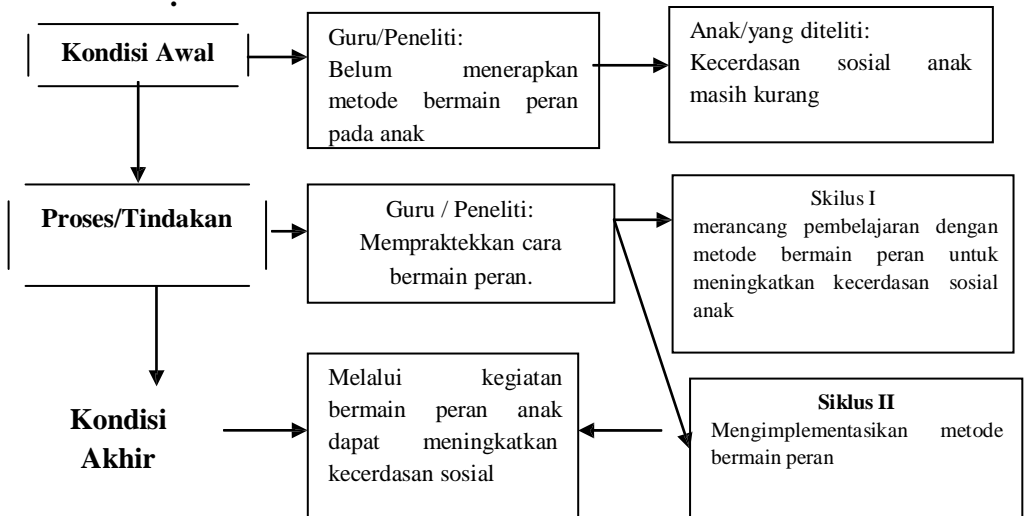 Kondisi Awal
Guru/Peneliti:
Belum menerapkan
metode bermain peran
pada anak
Anak/yang diteliti:
Kecerdasan sosial anak
masih kurang
Proses/Tindakan
Guru / Peneliti:
Mempraktekkan cara
bermain peran.
Skilus I
merancang pembelajaran dengan
metode bermain peran untuk
meningkatkan kecerdasan sosial
anak
Kondisi
Akhir
Melalui kegiatan
bermain peran anak
dapat meningkatkan
kecerdasan sosial
Siklus II
Mengimplementasikan metode
bermain peran